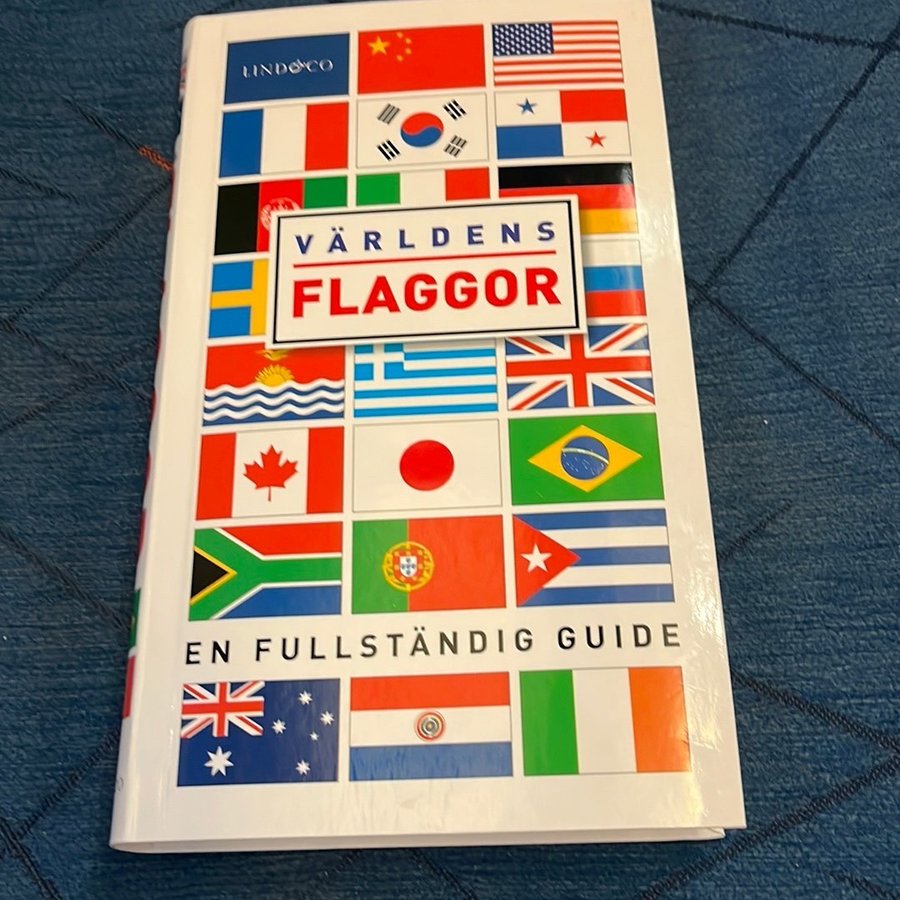 LIND&CO
VÄRLDENS
FLAGGOR
EN FULLSTÄNDIG GUIDE